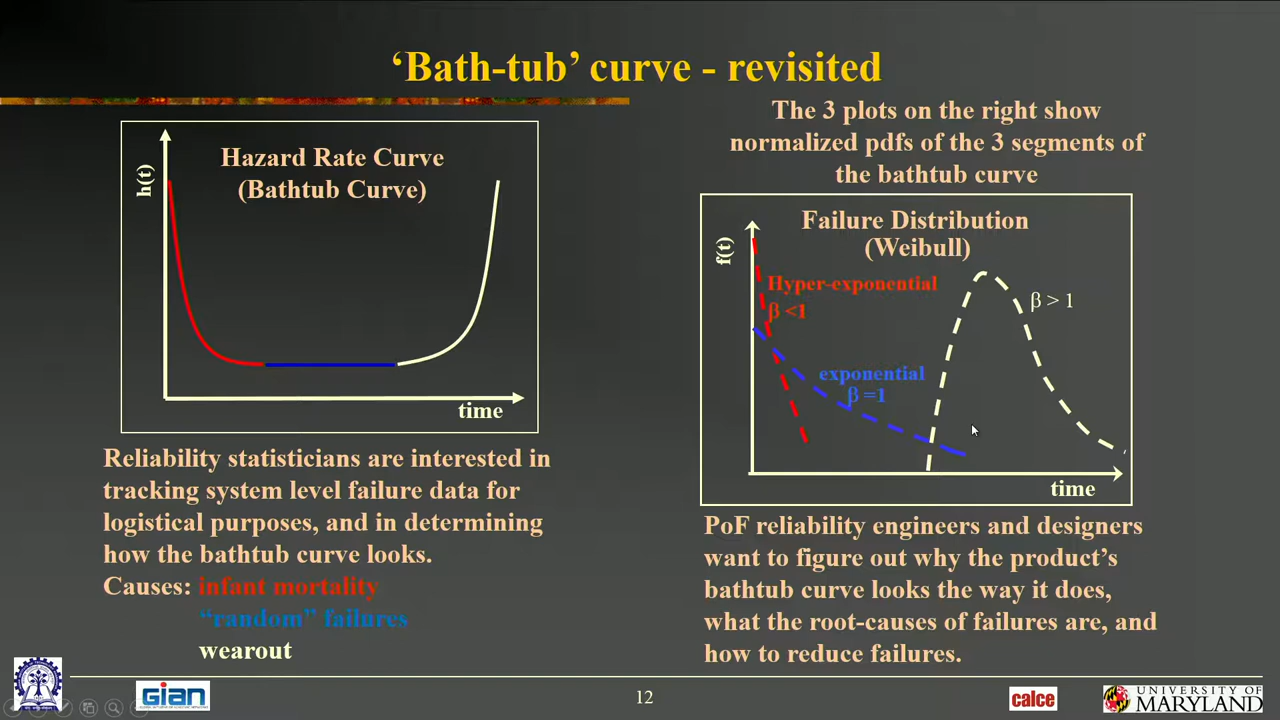 ‘Bath-tub’ curve - revisited
Hazard Rate Curve
(Bathtub Curve)
h(t)
time
Reliability statisticians are interested in
tracking system level failure data for
logistical purposes, and in determining
how the bathtub curve looks.
Causes: infant mortality
“random” failures
wearout
The 3 plots on the right show
normalized pdfs of the 3 segments of
the bathtub curve
Failure Distribution
(Weibull)
f(t)
Hyper-exponential
β <1
β > 1
exponential
β =1
time
PoF reliability engineers and designers
want to figure out why the product’s
bathtub curve looks the way it does,
what the root-causes of failures are, and
how to reduce failures.
GIAN
12
calce
UNIVERSITY OF
MARYLAND